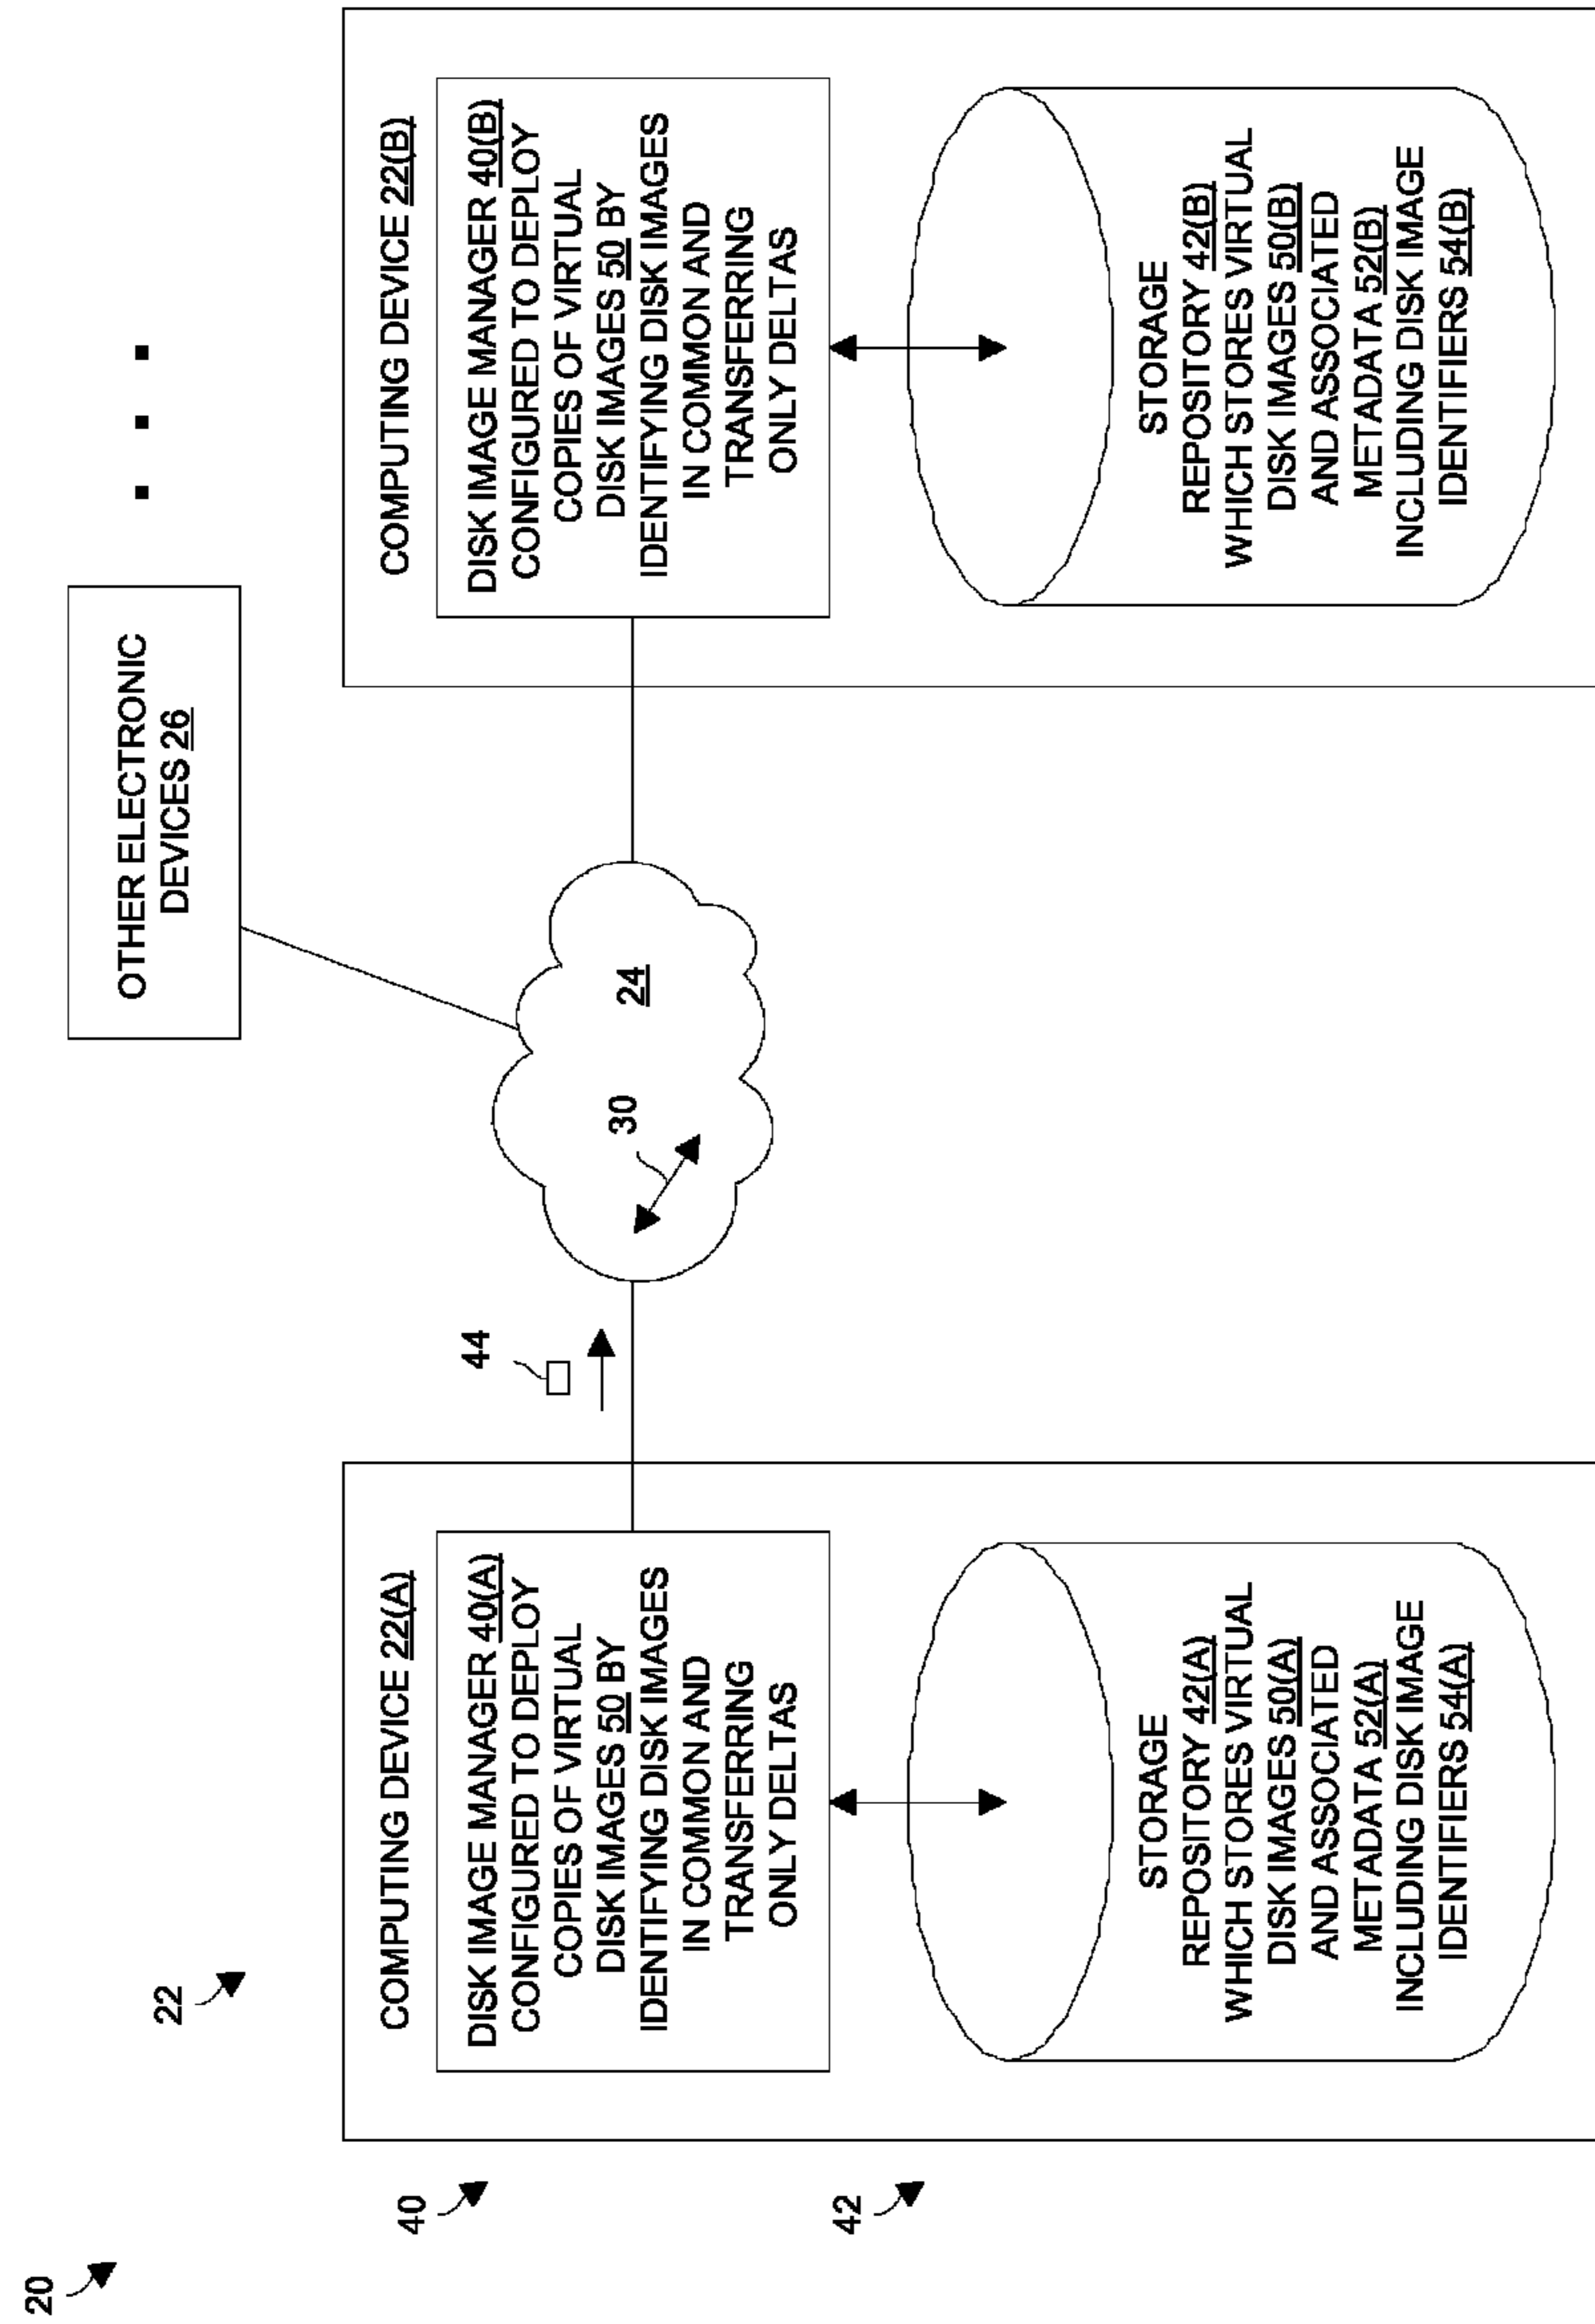 20
22
40
42
COMPUTING DEVICE 22(A)
DISK IMAGE MANAGER 40(A)
CONFIGURED TO DEPLOY
COPIES OF VIRTUAL
DISK IMAGES 50 BY
IDENTIFYING DISK IMAGES
IN COMMON AND
TRANSFERRING
ONLY DELTAS
STORAGE
REPOSITORY 42(A)
WHICH STORES VIRTUAL
DISK IMAGES 50(A)
AND ASSOCIATED
METADATA 52(A)
INCLUDING DISK IMAGE
IDENTIFIERS 54(A)
44
30
24
OTHER ELECTRONIC
DEVICES 26
COMPUTING DEVICE 22(B)
DISK IMAGE MANAGER 40(B)
CONFIGURED TO DEPLOY
COPIES OF VIRTUAL
DISK IMAGES 50 BY
IDENTIFYING DISK IMAGES
IN COMMON AND
TRANSFERRING
ONLY DELTAS
STORAGE
REPOSITORY 42(B)
WHICH STORES VIRTUAL
DISK IMAGES 50(B)
AND ASSOCIATED
METADATA 52(B)
INCLUDING DISK IMAGE
IDENTIFIERS 54(B)